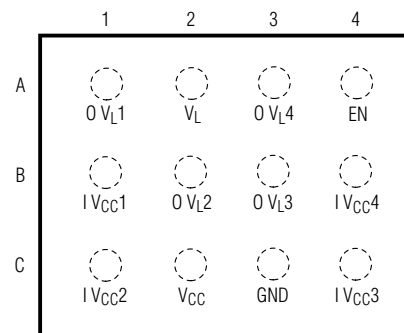 1 2 3 4
A
O VL1 VL O VL4 EN
B
I VCC1 O VL2 O VL3 I VCC4
C
I VCC2 VCC GND I VCC3